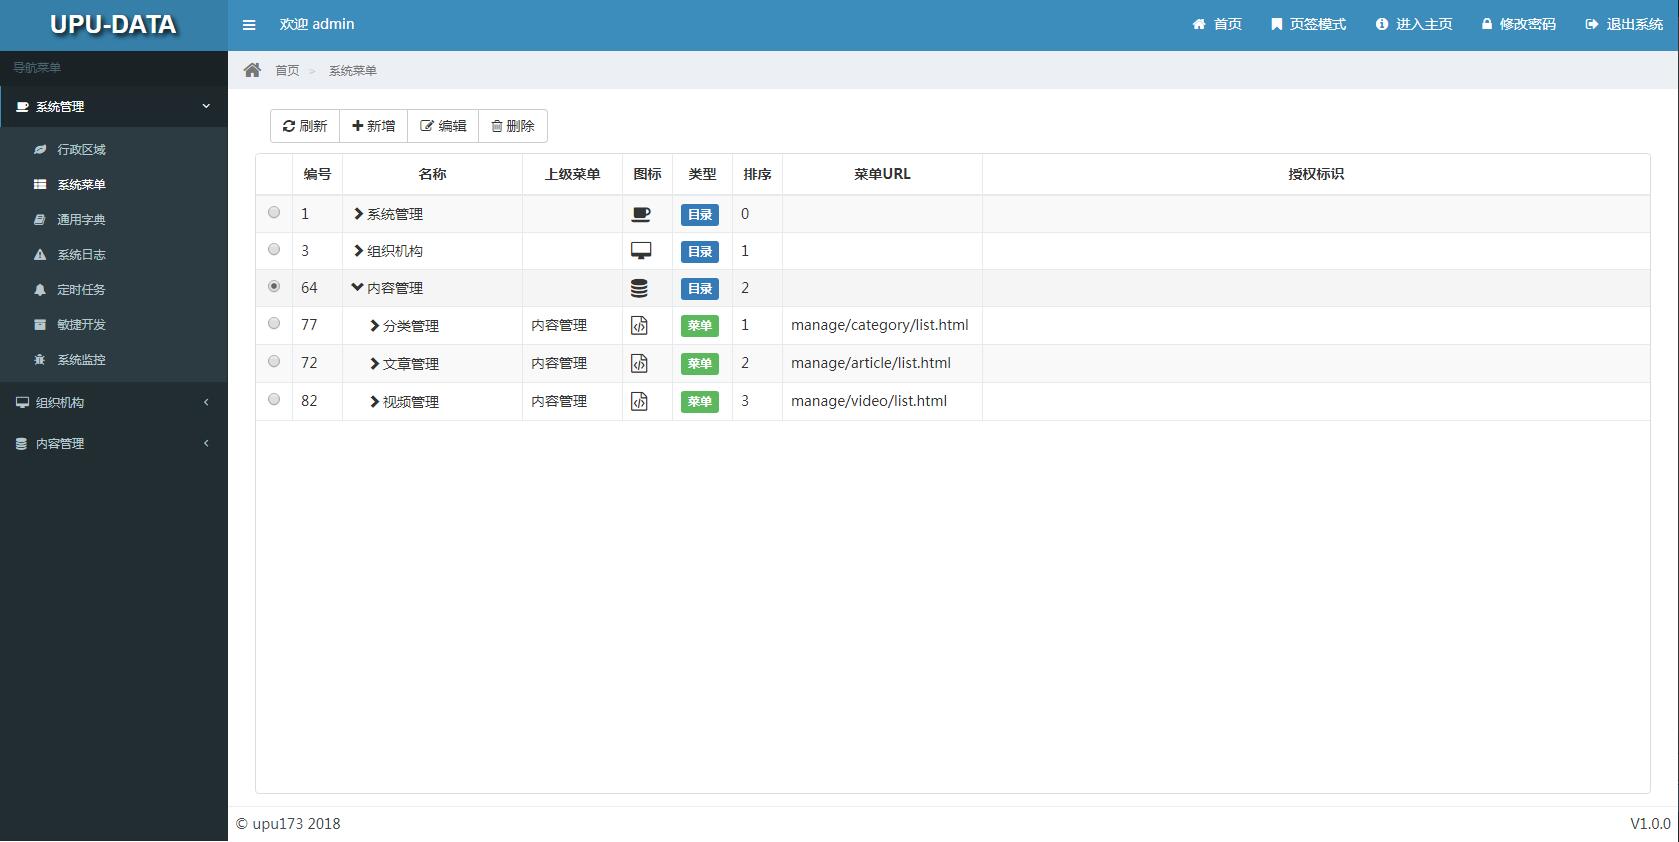 UPU-DATA
欢迎 admin
首页 页签模式 进入主页 修改密码 退出系统
导航菜单
首页 > 系统菜单
系统管理
行政区域
系统菜单
通用字典
系统日志
定时任务
敏捷开发
系统监控
组织机构
内容管理
刷新 新增 编辑 删除
编号 名称 上级菜单 图标 类型 排序 菜单URL 授权标识
1 系统管理 目录 0
3 组织机构 目录 1
64 内容管理 目录 2
77 分类管理 内容管理 菜单 1 manage/category/list.html
72 文章管理 内容管理 菜单 2 manage/article/list.html
82 视频管理 内容管理 菜单 3 manage/video/list.html
© upu173 2018
V1.0.0